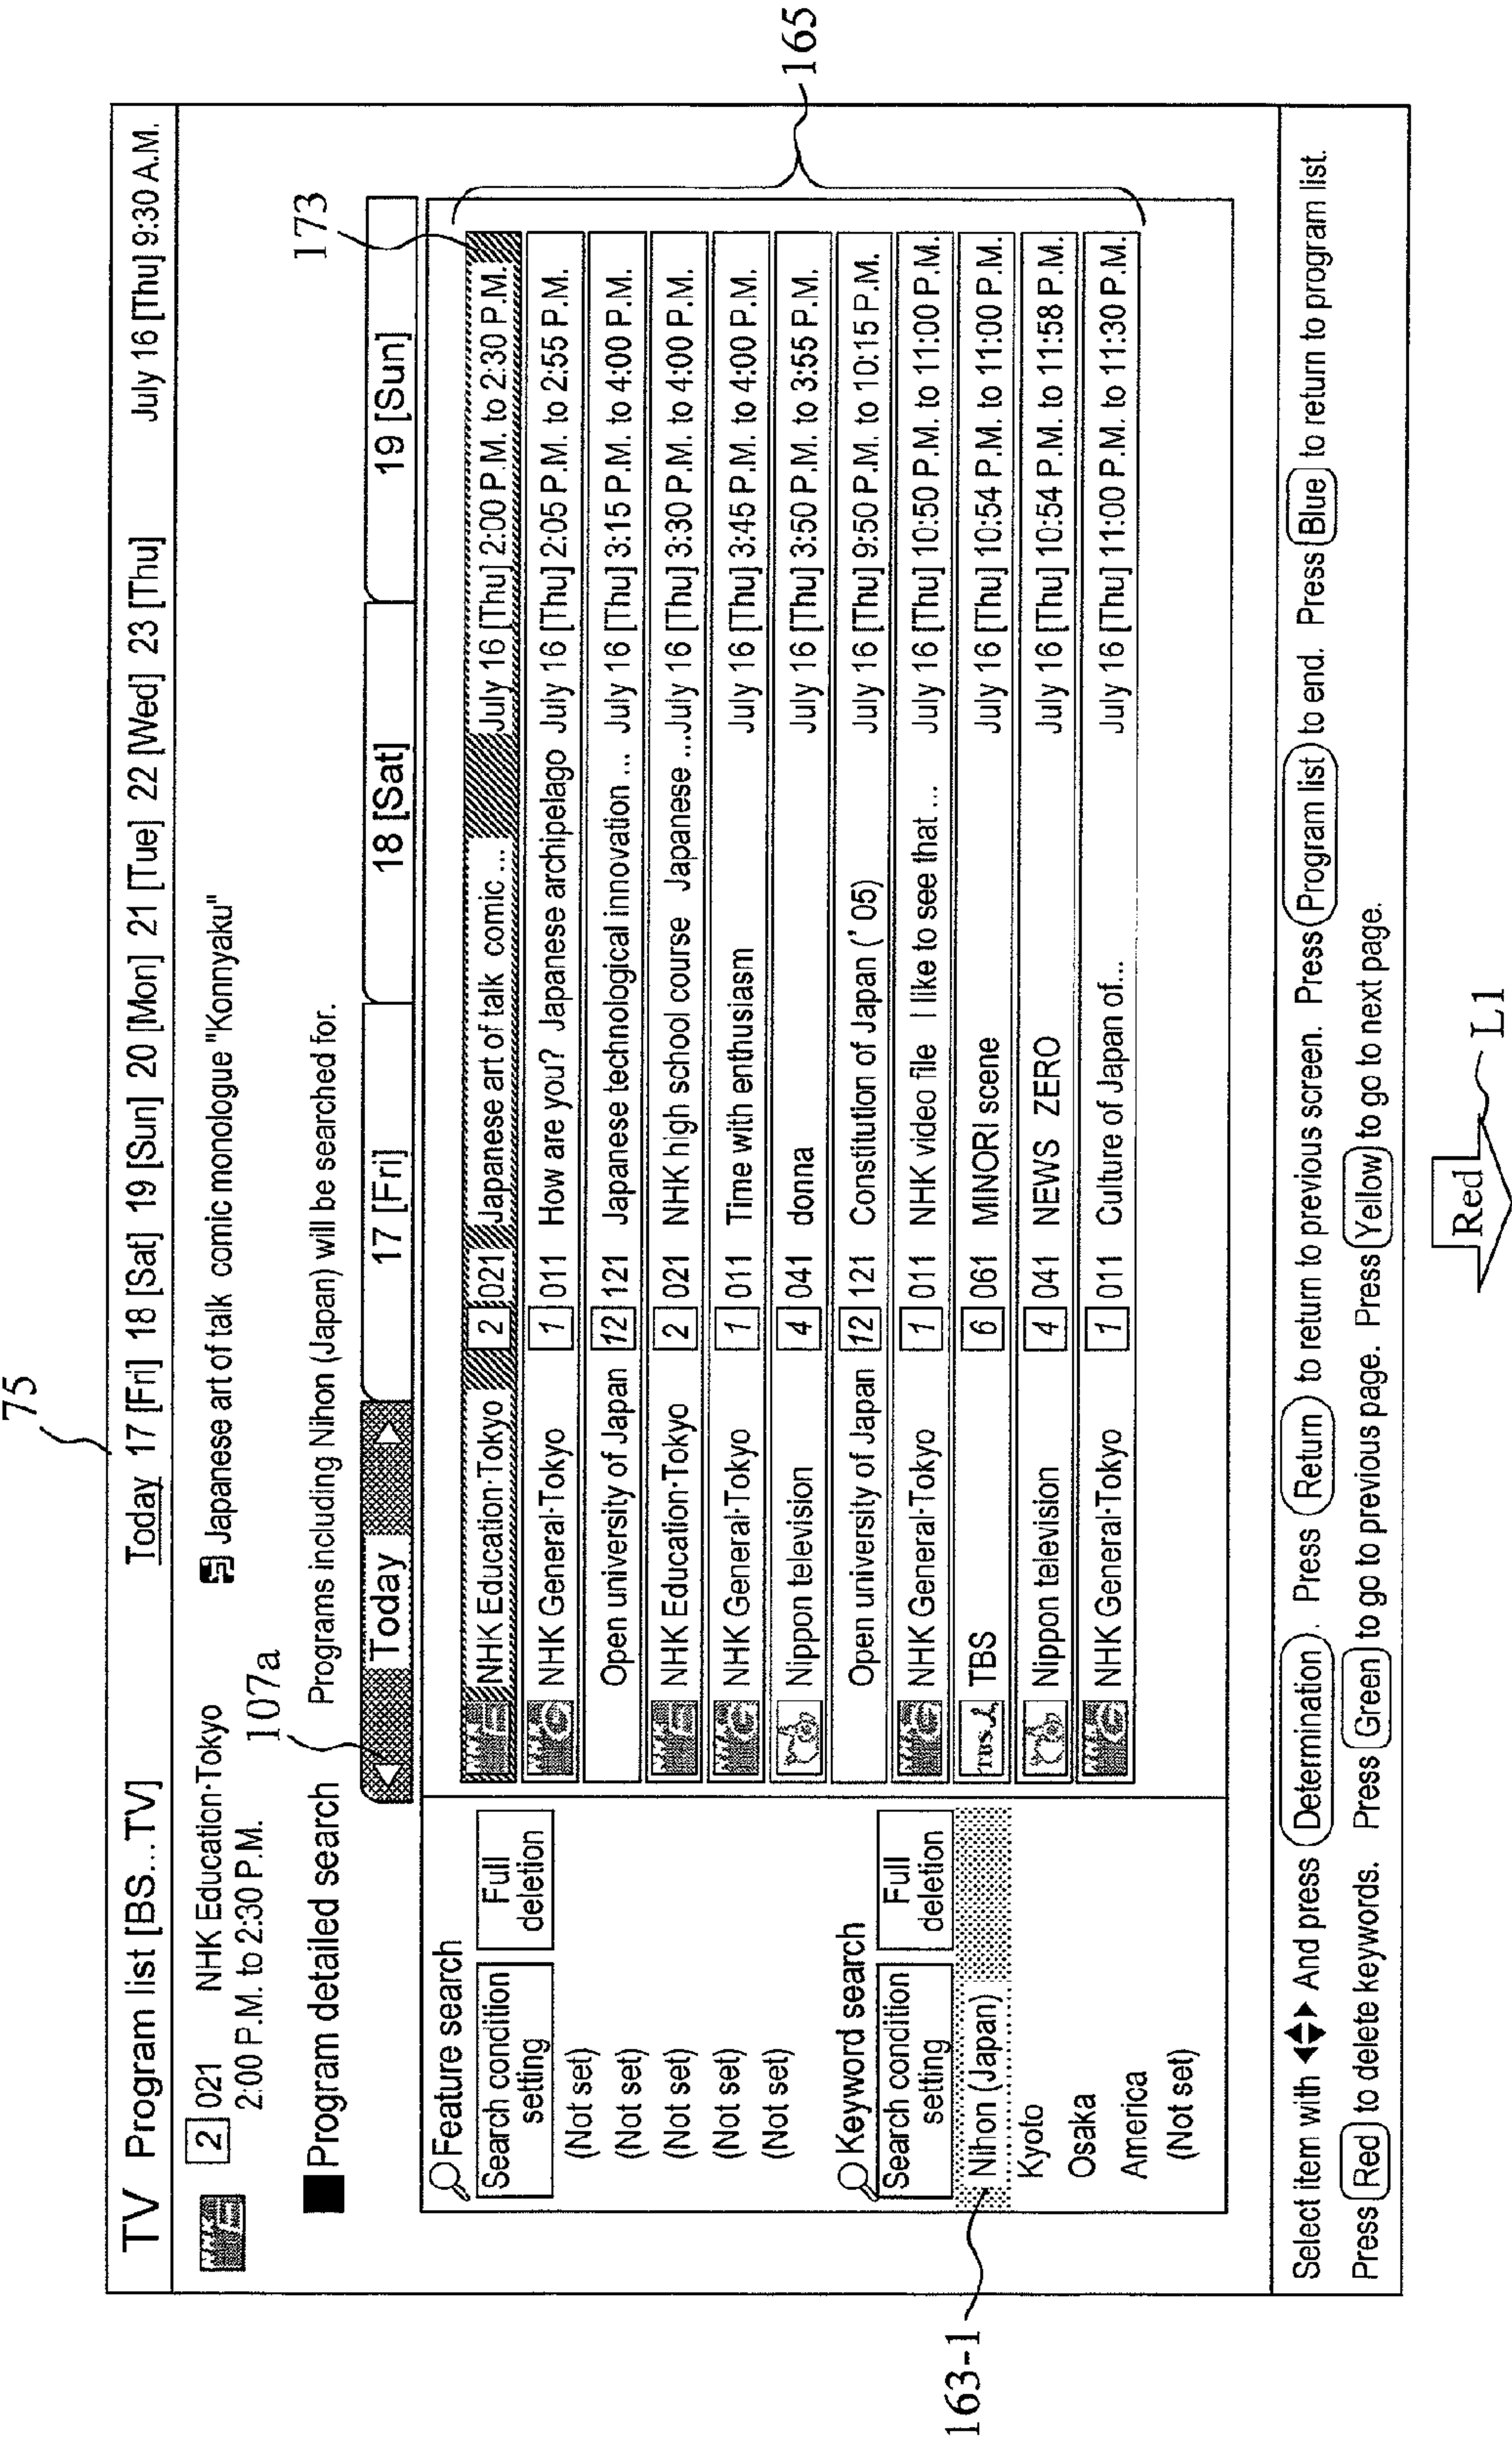 75
TV Program list [BS...TV] Today 17 [Fri] 18 [Sat] 19 [Sun] 20 [Mon] 21 [Tue] 22 [Wed] 23 [Thu] July 16 [Thu] 9:30 A.M.
2 021 NHK Education·Tokyo Japanese art of talk comic monologue "Konnyaku"
2:00 P.M. to 2:30 P.M.
107a
173
Program detailed search Programs including Nihon (Japan) will be searched for.
Today 17 [Fri] 18 [Sat] 19 [Sun]
Feature search
Search condition setting
Full deletion
(Not set)
(Not set)
(Not set)
(Not set)
(Not set)
Keyword search
Search condition setting
Full deletion
163-1
Nihon (Japan)
Kyoto
Osaka
America
(Not set)
NHK Education·Tokyo 2 021 Japanese art of talk comic ... July 16 [Thu] 2:00 P.M. to 2:30 P.M.
NHK General·Tokyo 1 011 How are you? Japanese archipelago July 16 [Thu] 2:05 P.M. to 2:55 P.M.
Open university of Japan 12 121 Japanese technological innovation ... July 16 [Thu] 3:15 P.M. to 4:00 P.M.
NHK Education·Tokyo 2 021 NHK high school course Japanese ...July 16 [Thu] 3:30 P.M. to 4:00 P.M.
NHK General·Tokyo 1 011 Time with enthusiasm July 16 [Thu] 3:45 P.M. to 4:00 P.M.
Nippon television 4 041 donna July 16 [Thu] 3:50 P.M. to 3:55 P.M.
Open university of Japan 12 121 Constitution of Japan (' 05) July 16 [Thu] 9:50 P.M. to 10:15 P.M.
NHK General·Tokyo 1 011 NHK video file I like to see that ... July 16 [Thu] 10:50 P.M. to 11:00 P.M.
TBS TBS 6 061 MINORI scene July 16 [Thu] 10:54 P.M. to 11:00 P.M.
Nippon television 4 041 NEWS ZERO July 16 [Thu] 10:54 P.M. to 11:58 P.M.
NHK General·Tokyo 1 011 Culture of Japan of... July 16 [Thu] 11:00 P.M. to 11:30 P.M.
165
Select item with And press Determination. Press Return to return to previous screen. Press Program list to end. Press Blue to return to program list.
Press Red to delete keywords. Press Green to go to previous page. Press Yellow to go to next page.
Red
L1